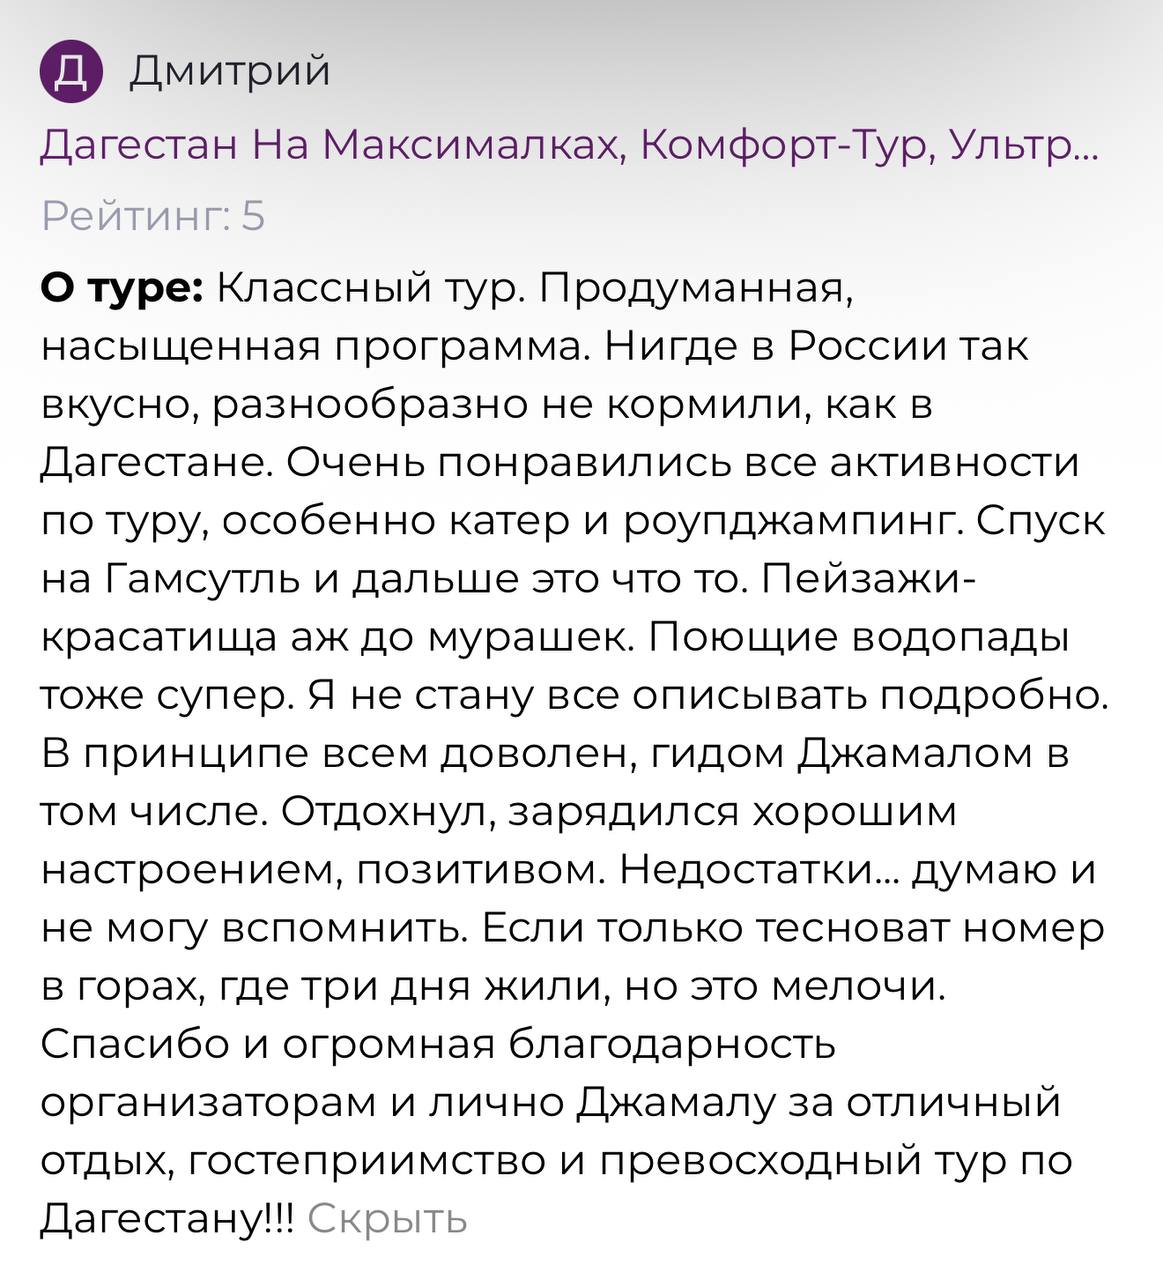 Д Дмитрий
Дагестан На Максималках, Комфорт-Тур, Ультр...
Рейтинг: 5
О туре: Классный тур. Продуманная,
насыщенная программа. Нигде в России так
вкусно, разнообразно не кормили, как в
Дагестане. Очень понравились все активности
по туру, особенно катер и роупджампинг. Спуск
на Гамсутль и дальше это что то. Пейзажи-
красатища аж до мурашек. Поющие водопады
тоже супер. Я не стану все описывать подробно.
В принципе всем доволен, гидом Джамалом в
том числе. Отдохнул, зарядился хорошим
настроением, позитивом. Недостатки... думаю и
не могу вспомнить. Если только тесноват номер
в горах, где три дня жили, но это мелочи.
Спасибо и огромная благодарность
организаторам и лично Джамалу за отличный
отдых, гостеприимство и превосходный тур по
Дагестану!!! Скрыть